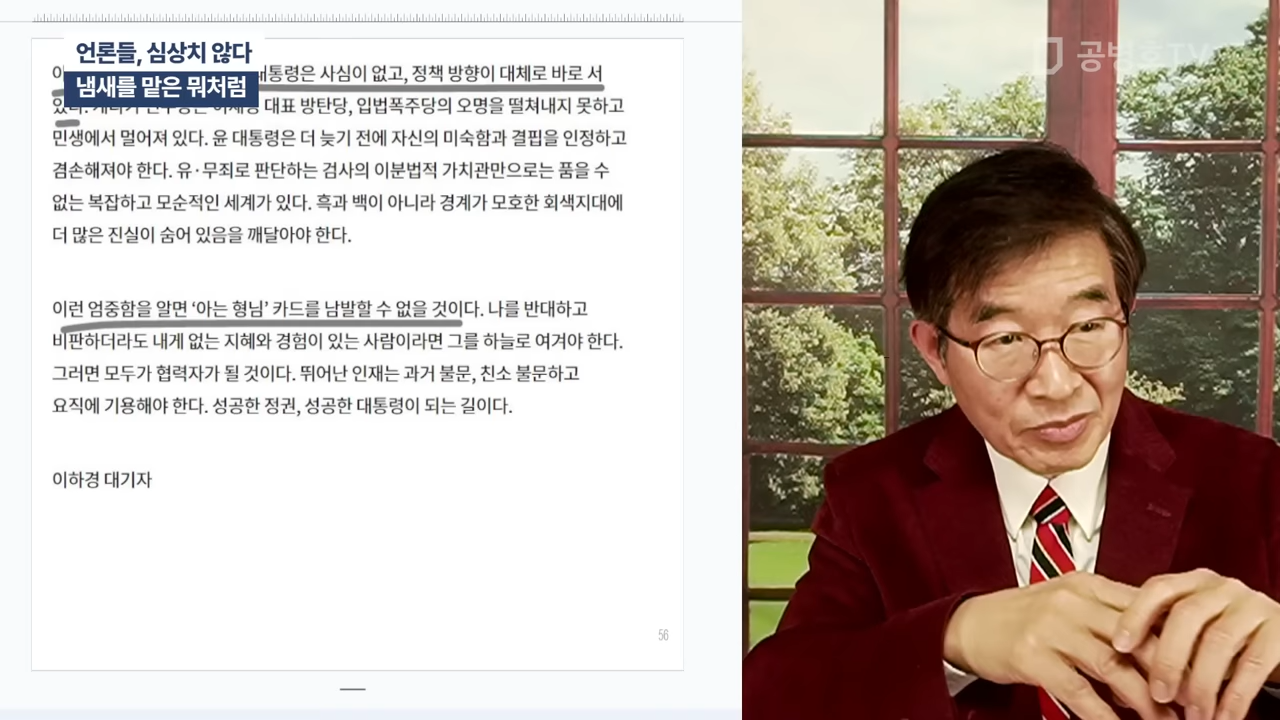 언론들, 심상치 않다
냄새를 맡은 뭐처럼
공병호TV
대통령은 사심이 없고, 정책 방향이 대체로 바로 서
있다. 대표 방탄당, 입법폭주당의 오명을 떨쳐내지 못하고
민생에서 멀어져 있다. 윤 대통령은 더 늦기 전에 자신의 미숙함과 결핍을 인정하고
겸손해져야 한다. 유·무죄로 판단하는 검사의 이분법적 가치관만으로는 품을 수
없는 복잡하고 모순적인 세계가 있다. 흑과 백이 아니라 경계가 모호한 회색지대에
더 많은 진실이 숨어 있음을 깨달아야 한다.
이런 엄중함을 알면 ‘아는 형님’ 카드를 남발할 수 없을 것이다. 나를 반대하고
비판하더라도 내게 없는 지혜와 경험이 있는 사람이라면 그를 하늘로 여겨야 한다.
그러면 모두가 협력자가 될 것이다. 뛰어난 인재는 과거 불문, 친소 불문하고
요직에 기용해야 한다. 성공한 정권, 성공한 대통령이 되는 길이다.
이하경 대기자
56